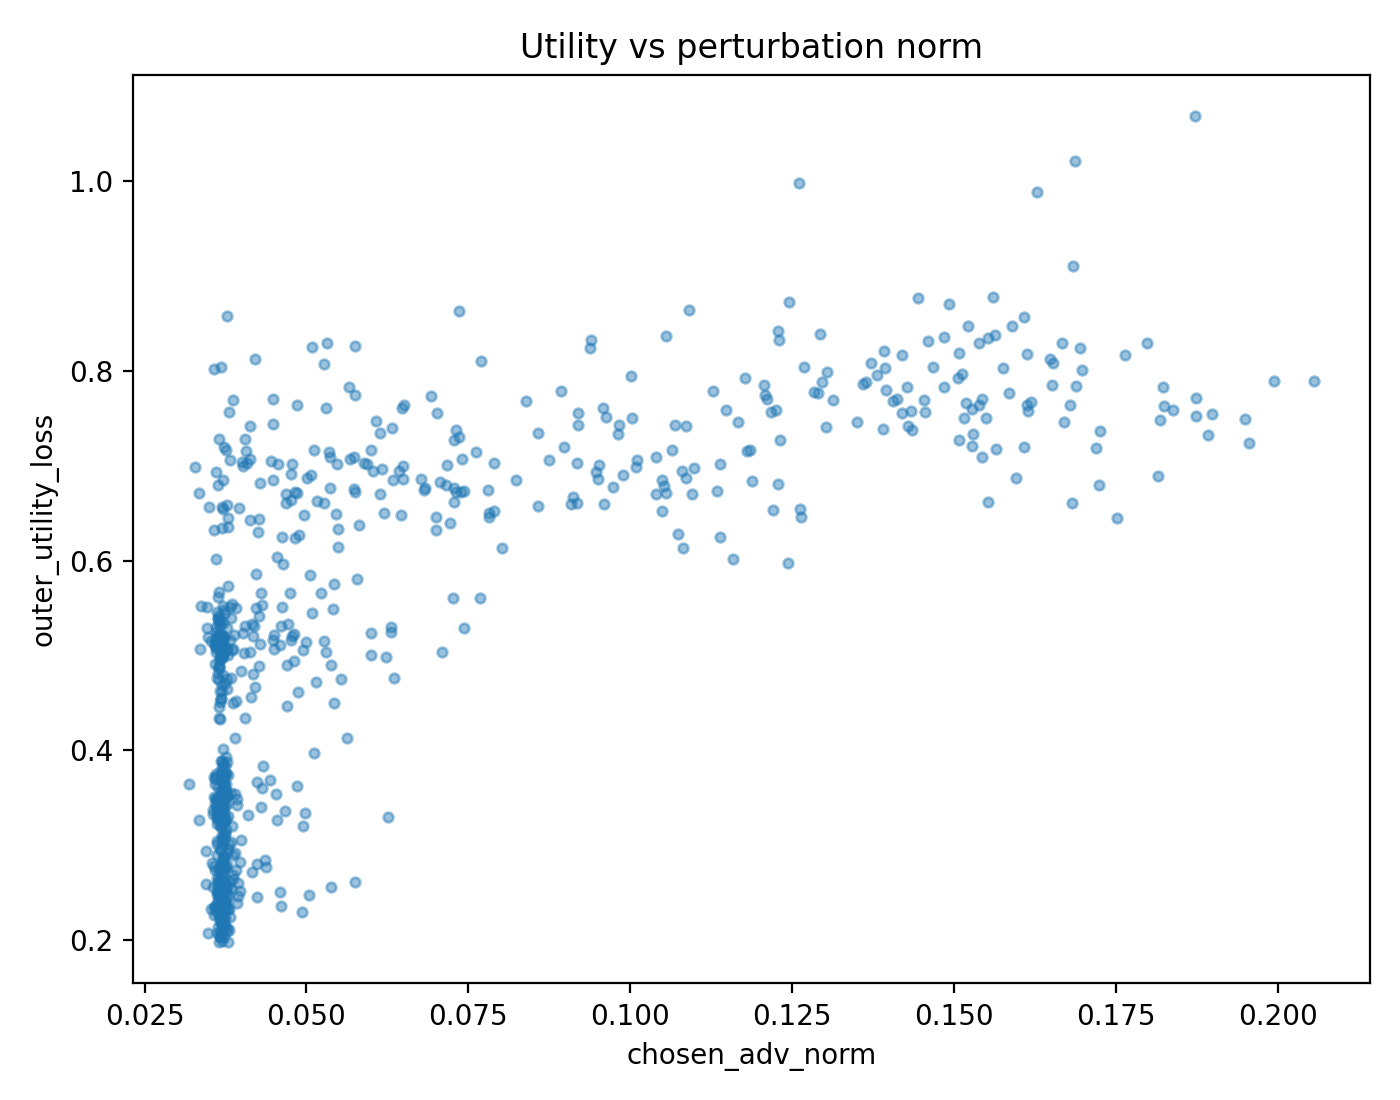 Utility vs perturbation norm
outer_utility_loss
1.0
0.8
0.6
0.4
0.2
0.025 0.050 0.075 0.100 0.125 0.150 0.175 0.200
chosen_adv_norm